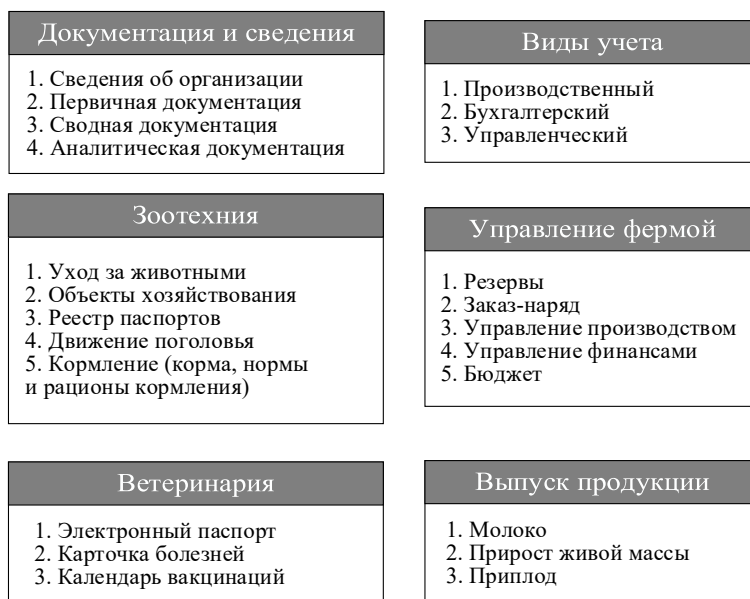 Документация и сведения
1. Сведения об организации
2. Первичная документация
3. Сводная документация
4. Аналитическая документация
Виды учета
1. Производственный
2. Бухгалтерский
3. Управленческий
Зоотехния
1. Уход за животными
2. Объекты хозяйствования
3. Реестр паспортов
4. Движение поголовья
5. Кормление (корма, нормы
и рационы кормления)
Управление фермой
1. Резервы
2. Заказ-наряд
3. Управление производством
4. Управление финансами
5. Бюджет
Ветеринария
1. Электронный паспорт
2. Карточка болезней
3. Календарь вакцинаций
Выпуск продукции
1. Молоко
2. Прирост живой массы
3. Приплод